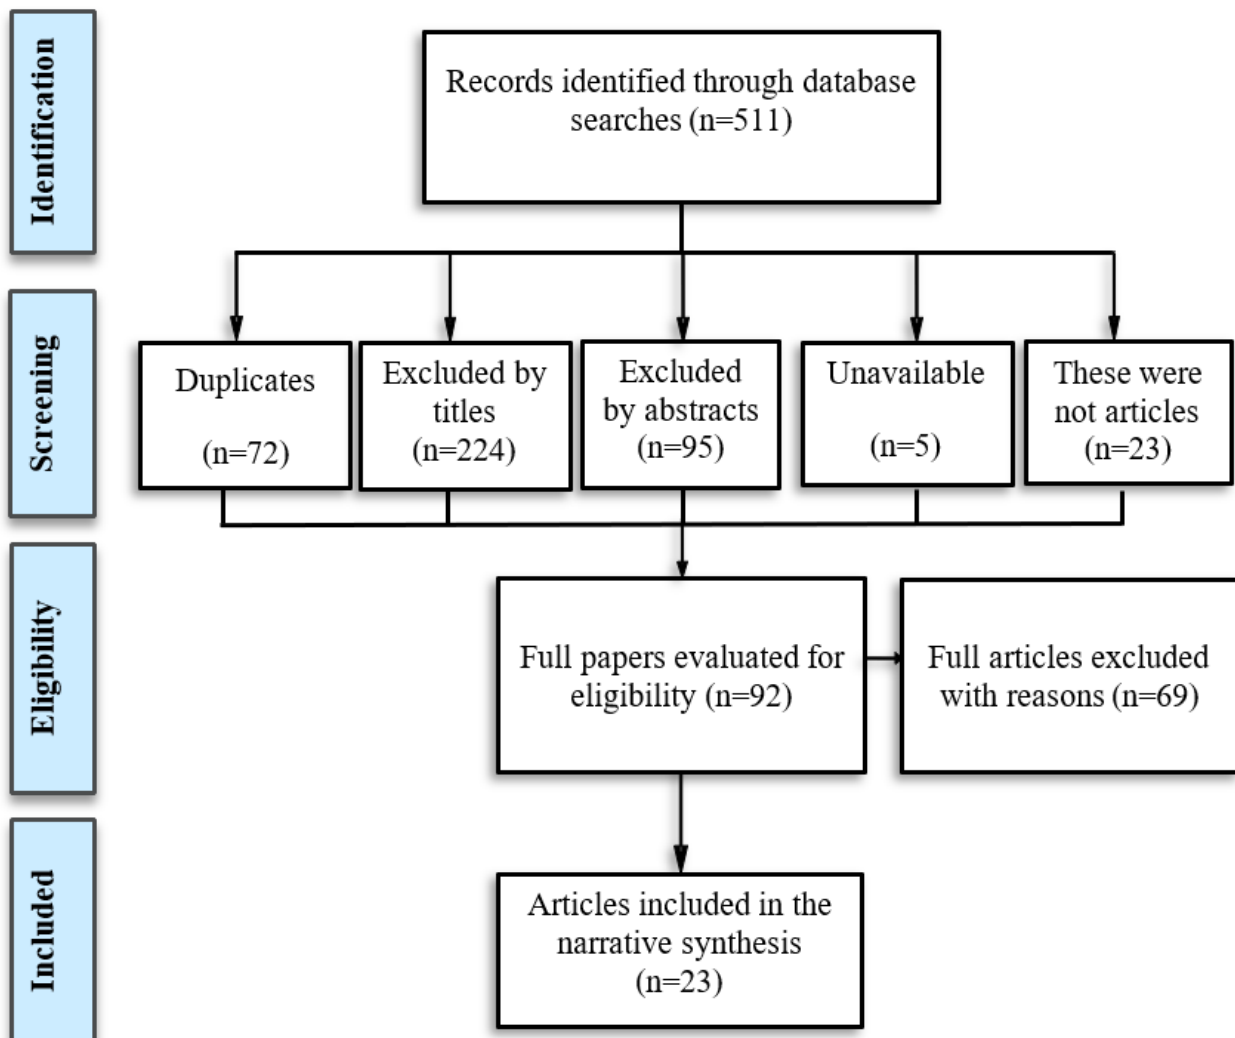 Identification
Records identified through database
searches (n=511)
Screening
Duplicates
(n=72)
Excluded by
titles
(n=224)
Excluded
by abstracts
(n=95)
Unavailable
(n=5)
These were
not articles
(n=23)
Eligibility
Full papers evaluated for
eligibility (n=92)
Full articles excluded
with reasons (n=69)
Included
Articles included in the
narrative synthesis
(n=23)